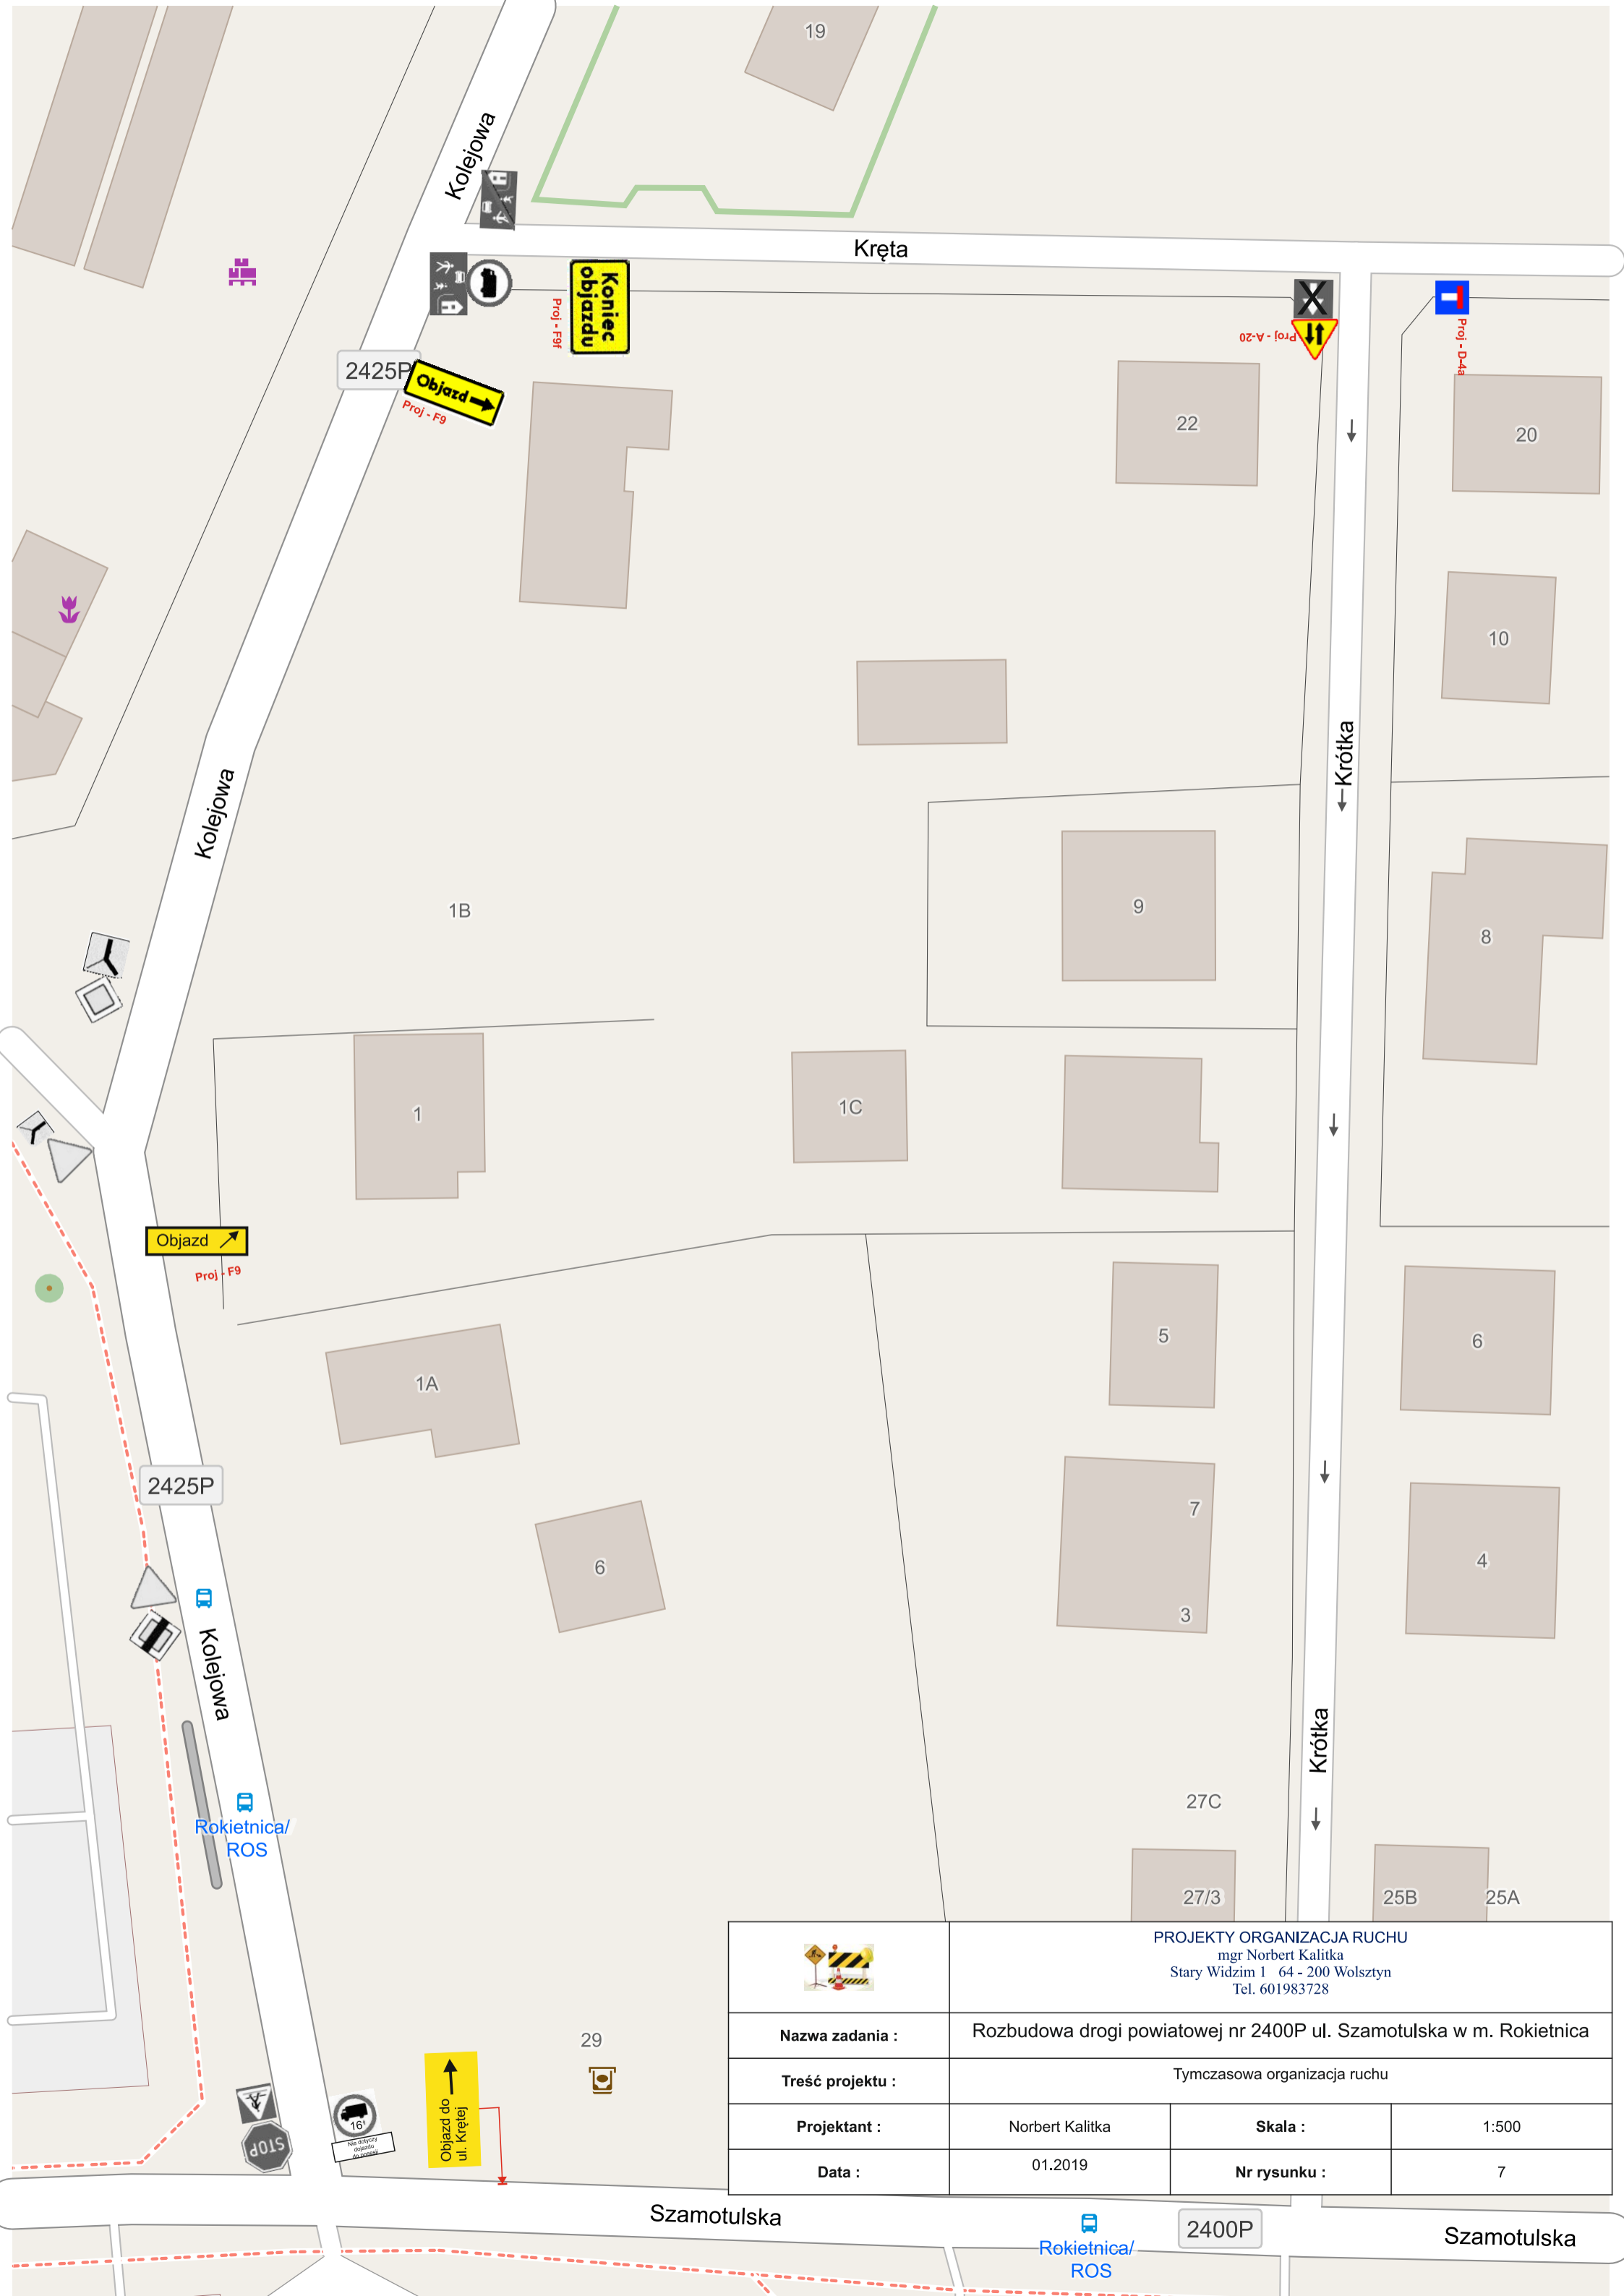 19
Kolejowa
Kręta
Koniec
objazdu
Proj - F9f
Proj - A-20
Proj - D-4a
2425P
Objazd
Proj - F9
22
20
10
Krótka
Kolejowa
1B
9
8
1
1C
Objazd
Proj - F9
5
6
1A
2425P
7
6
4
3
Kolejowa
Krótka
27C
Rokietnica/
ROS
27/3
25B
25A
PROJEKTY ORGANIZACJA RUCHU
mgr Norbert Kalitka
Stary Widzim 1 64 - 200 Wolsztyn
Tel. 601983728
Nazwa zadania :
Rozbudowa drogi powiatowej nr 2400P ul. Szamotulska w m. Rokietnica
Treść projektu :
Tymczasowa organizacja ruchu
Projektant :
Norbert Kalitka
Skala :
1:500
Data :
01.2019
Nr rysunku :
7
29
Objazd do
ul. Krętej
16t
Nie dotyczy
dojazdu
STOP
Szamotulska
2400P
Szamotulska
Rokietnica/
ROS